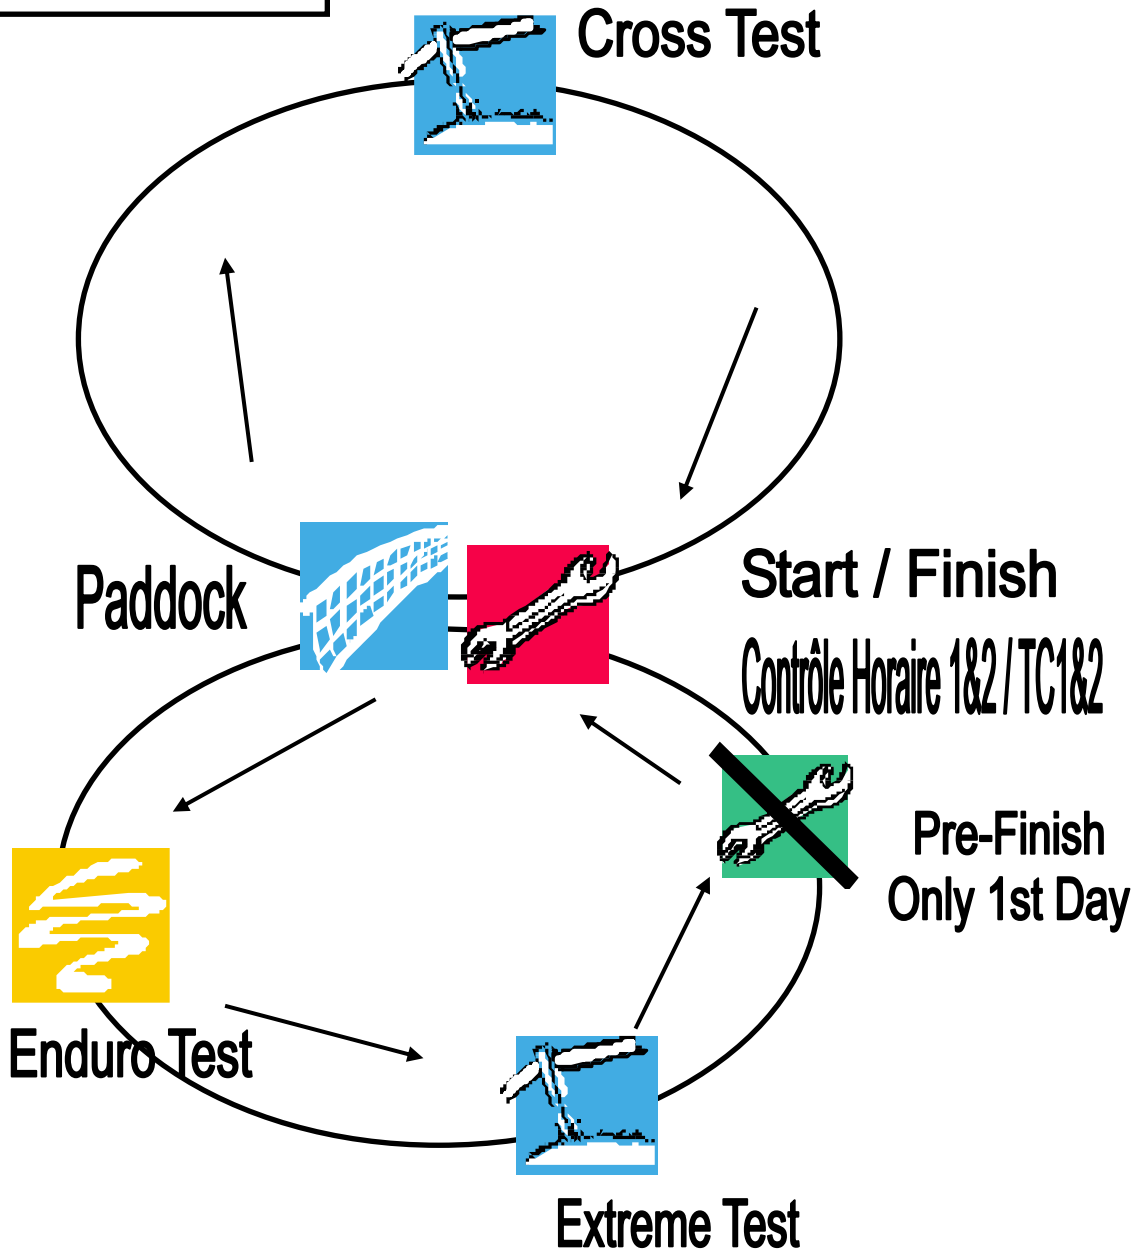 Cross Test
Paddock
Start / Finish
Contrôle Horaire 1&2 / TC1&2
Pre-Finish
Only 1st Day
Enduro Test
Extreme Test